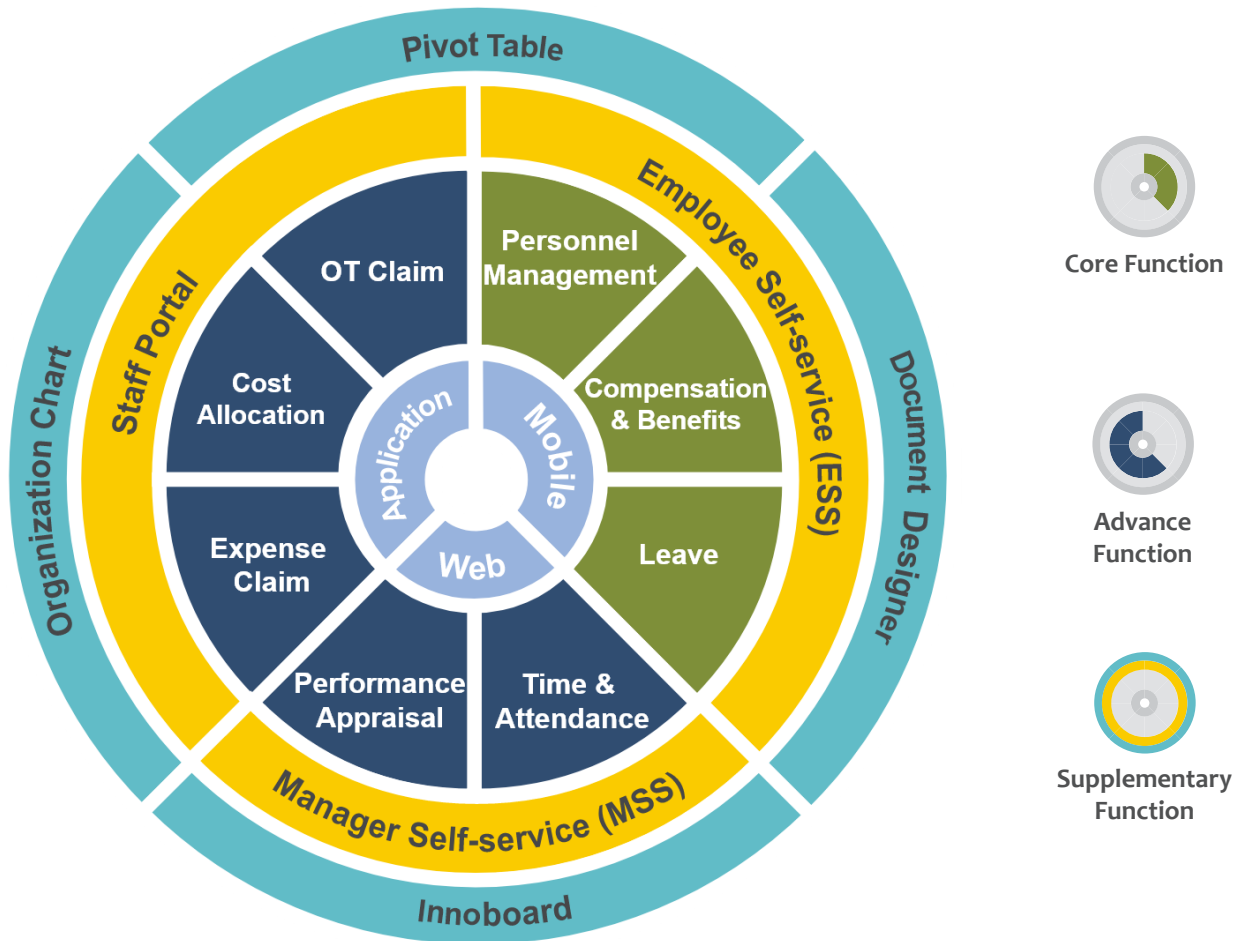 Pivot Table
Employee Self-service (ESS)
Staff Portal
Organization Chart
Document Designer
OT Claim
Personnel
Management
Cost
Allocation
Compensation
& Benefits
Application
Mobile
Web
Expense
Claim
Leave
Performance
Appraisal
Time &
Attendance
Manager Self-service (MSS)
Innoboard
Core Function
Advance
Function
Supplementary
Function